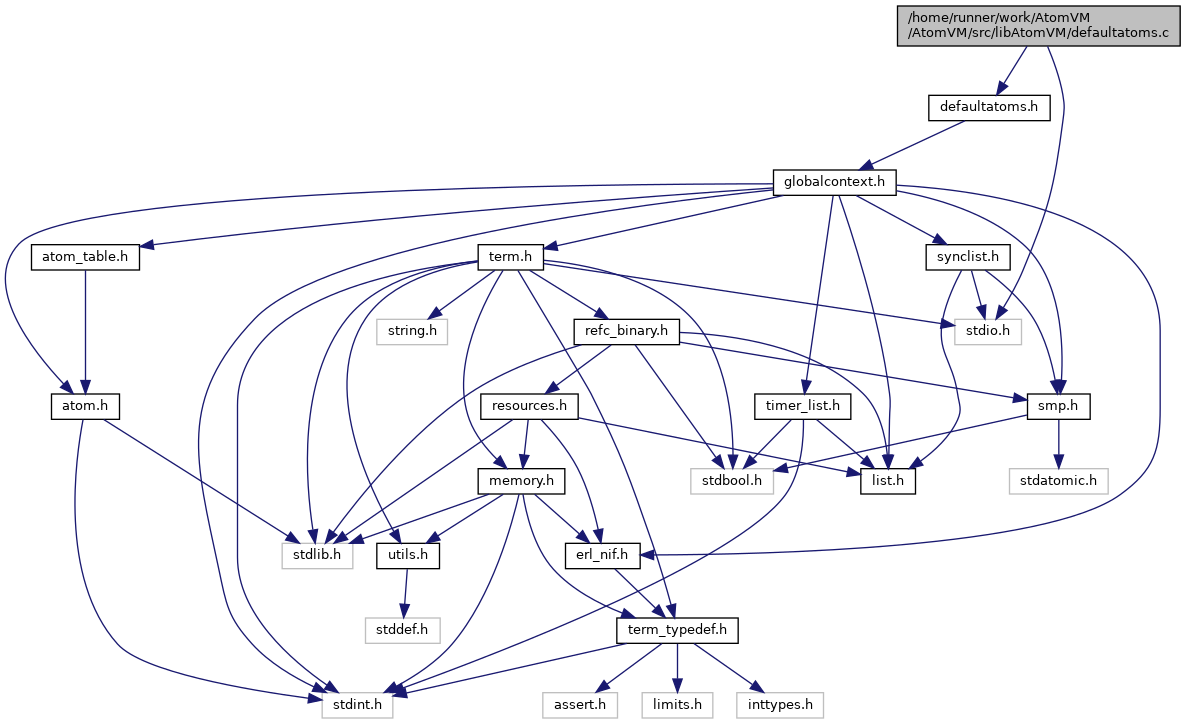 /home/runner/work/AtomVM
/AtomVM/src/libAtomVM/defaultatoms.c
defaultatoms.h
globalcontext.h
atom_table.h
term.h
synclist.h
string.h
refc_binary.h
stdio.h
atom.h
resources.h
timer_list.h
smp.h
memory.h
stdbool.h
list.h
stdatomic.h
stdlib.h
utils.h
erl_nif.h
stddef.h
term_typedef.h
stdint.h
assert.h
limits.h
inttypes.h